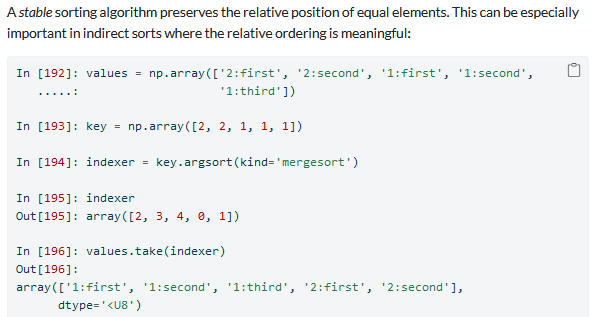 A stable sorting algorithm preserves the relative position of equal elements. This can be especially
important in indirect sorts where the relative ordering is meaningful:
In [192]: values = np.array(['2:first', '2:second', '1:first', '1:second',
.....:                    '1:third'])
In [193]: key = np.array([2, 2, 1, 1, 1])
In [194]: indexer = key.argsort(kind='mergesort')
In [195]: indexer
Out[195]: array([2, 3, 4, 0, 1])
In [196]: values.take(indexer)
Out[196]:
array(['1:first', '1:second', '1:third', '2:first', '2:second'],
      dtype='<U8')